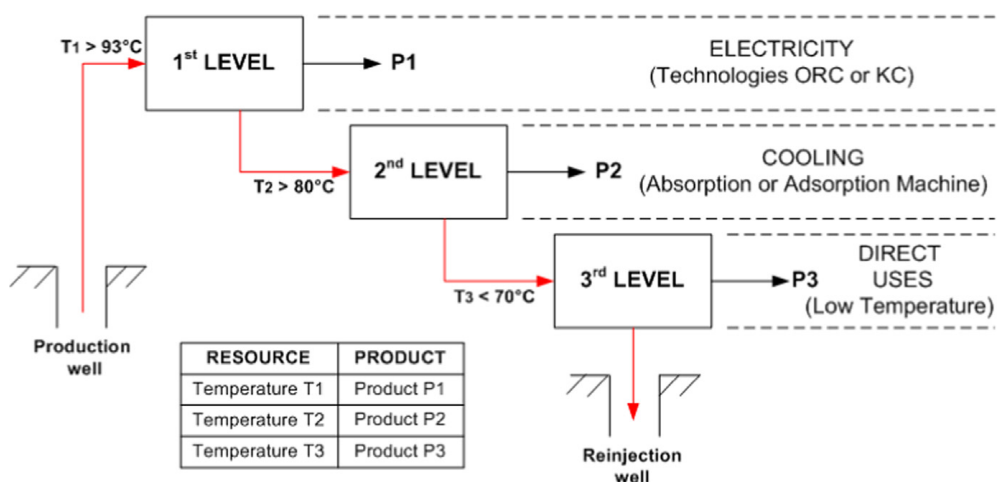 T1 > 93°C
1st LEVEL
P1
ELECTRICITY
(Technologies ORC or KC)
T2 > 80°C
2nd LEVEL
P2
COOLING
(Absorption or Adsorption Machine)
T3 < 70°C
3rd LEVEL
P3
DIRECT
USES
(Low Temperature)
Production
well
RESOURCE PRODUCT
Temperature T1 Product P1
Temperature T2 Product P2
Temperature T3 Product P3
Reinjection
well